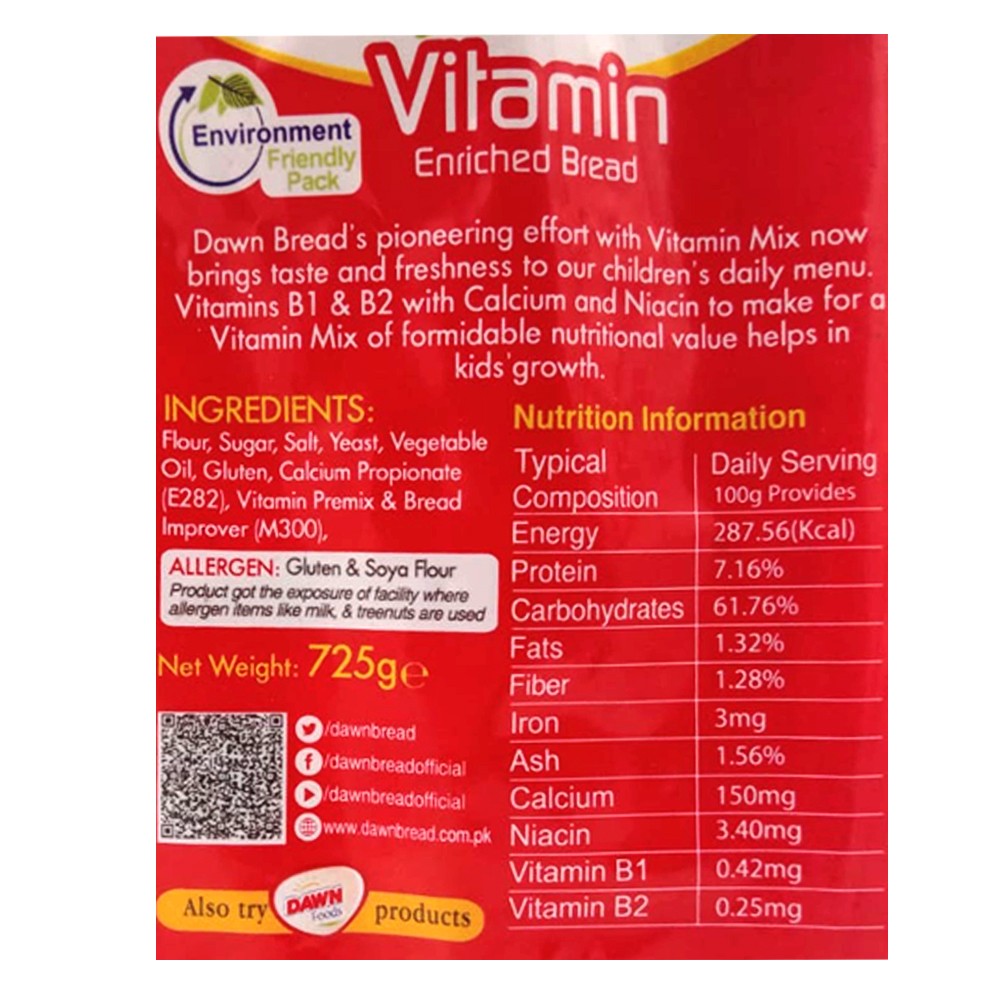 Vitamin
Enriched Bread
Environment
Friendly
Pack
Dawn Bread's pioneering effort with Vitamin Mix now
brings taste and freshness to our children's daily menu.
Vitamins B1 & B2 with Calcium and Niacin to make for a
Vitamin Mix of formidable nutritional value helps in
kids'growth.
INGREDIENTS:
Flour, Sugar, Salt, Yeast, Vegetable
Oil, Gluten, Calcium Propionate
(E282), Vitamin Premix & Bread
Improver (M300),
ALLERGEN: Gluten & Soya Flour
Product got the exposure of facility where
allergen items like milk, & treenuts are used
Net Weight: 725g℮
/dawnbread
/dawnbreadofficial
/dawnbreadofficial
www.dawnbread.com.pk
Also try DAWN Foods products
Nutrition Information
Typical Composition Daily Serving 100g Provides
Energy 287.56(Kcal)
Protein 7.16%
Carbohydrates 61.76%
Fats 1.32%
Fiber 1.28%
Iron 3mg
Ash 1.56%
Calcium 150mg
Niacin 3.40mg
Vitamin B1 0.42mg
Vitamin B2 0.25mg